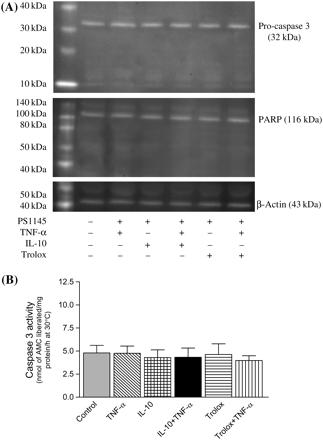 (A)
40 kDa
30 kDa
20 kDa
10 kDa
Pro-caspase 3
(32 kDa)
140 kDa
100 kDa
80 kDa
60 kDa
50 kDa
40 kDa
PARP (116 kDa)
50 kDa
40 kDa
β-Actin (43 kDa)
PS1145 – + + + + +
TNF-α – + – + – +
IL-10 – – + + – –
Trolox – – – – + +
(B)
Caspase 3 activity
(nmol of AMC liberated/mg
protein/h at 30°C)
12.5
10.0
7.5
5.0
2.5
0.0
Control
TNF-α
IL-10
IL-10+TNF-α
Trolox
Trolox+TNF-α